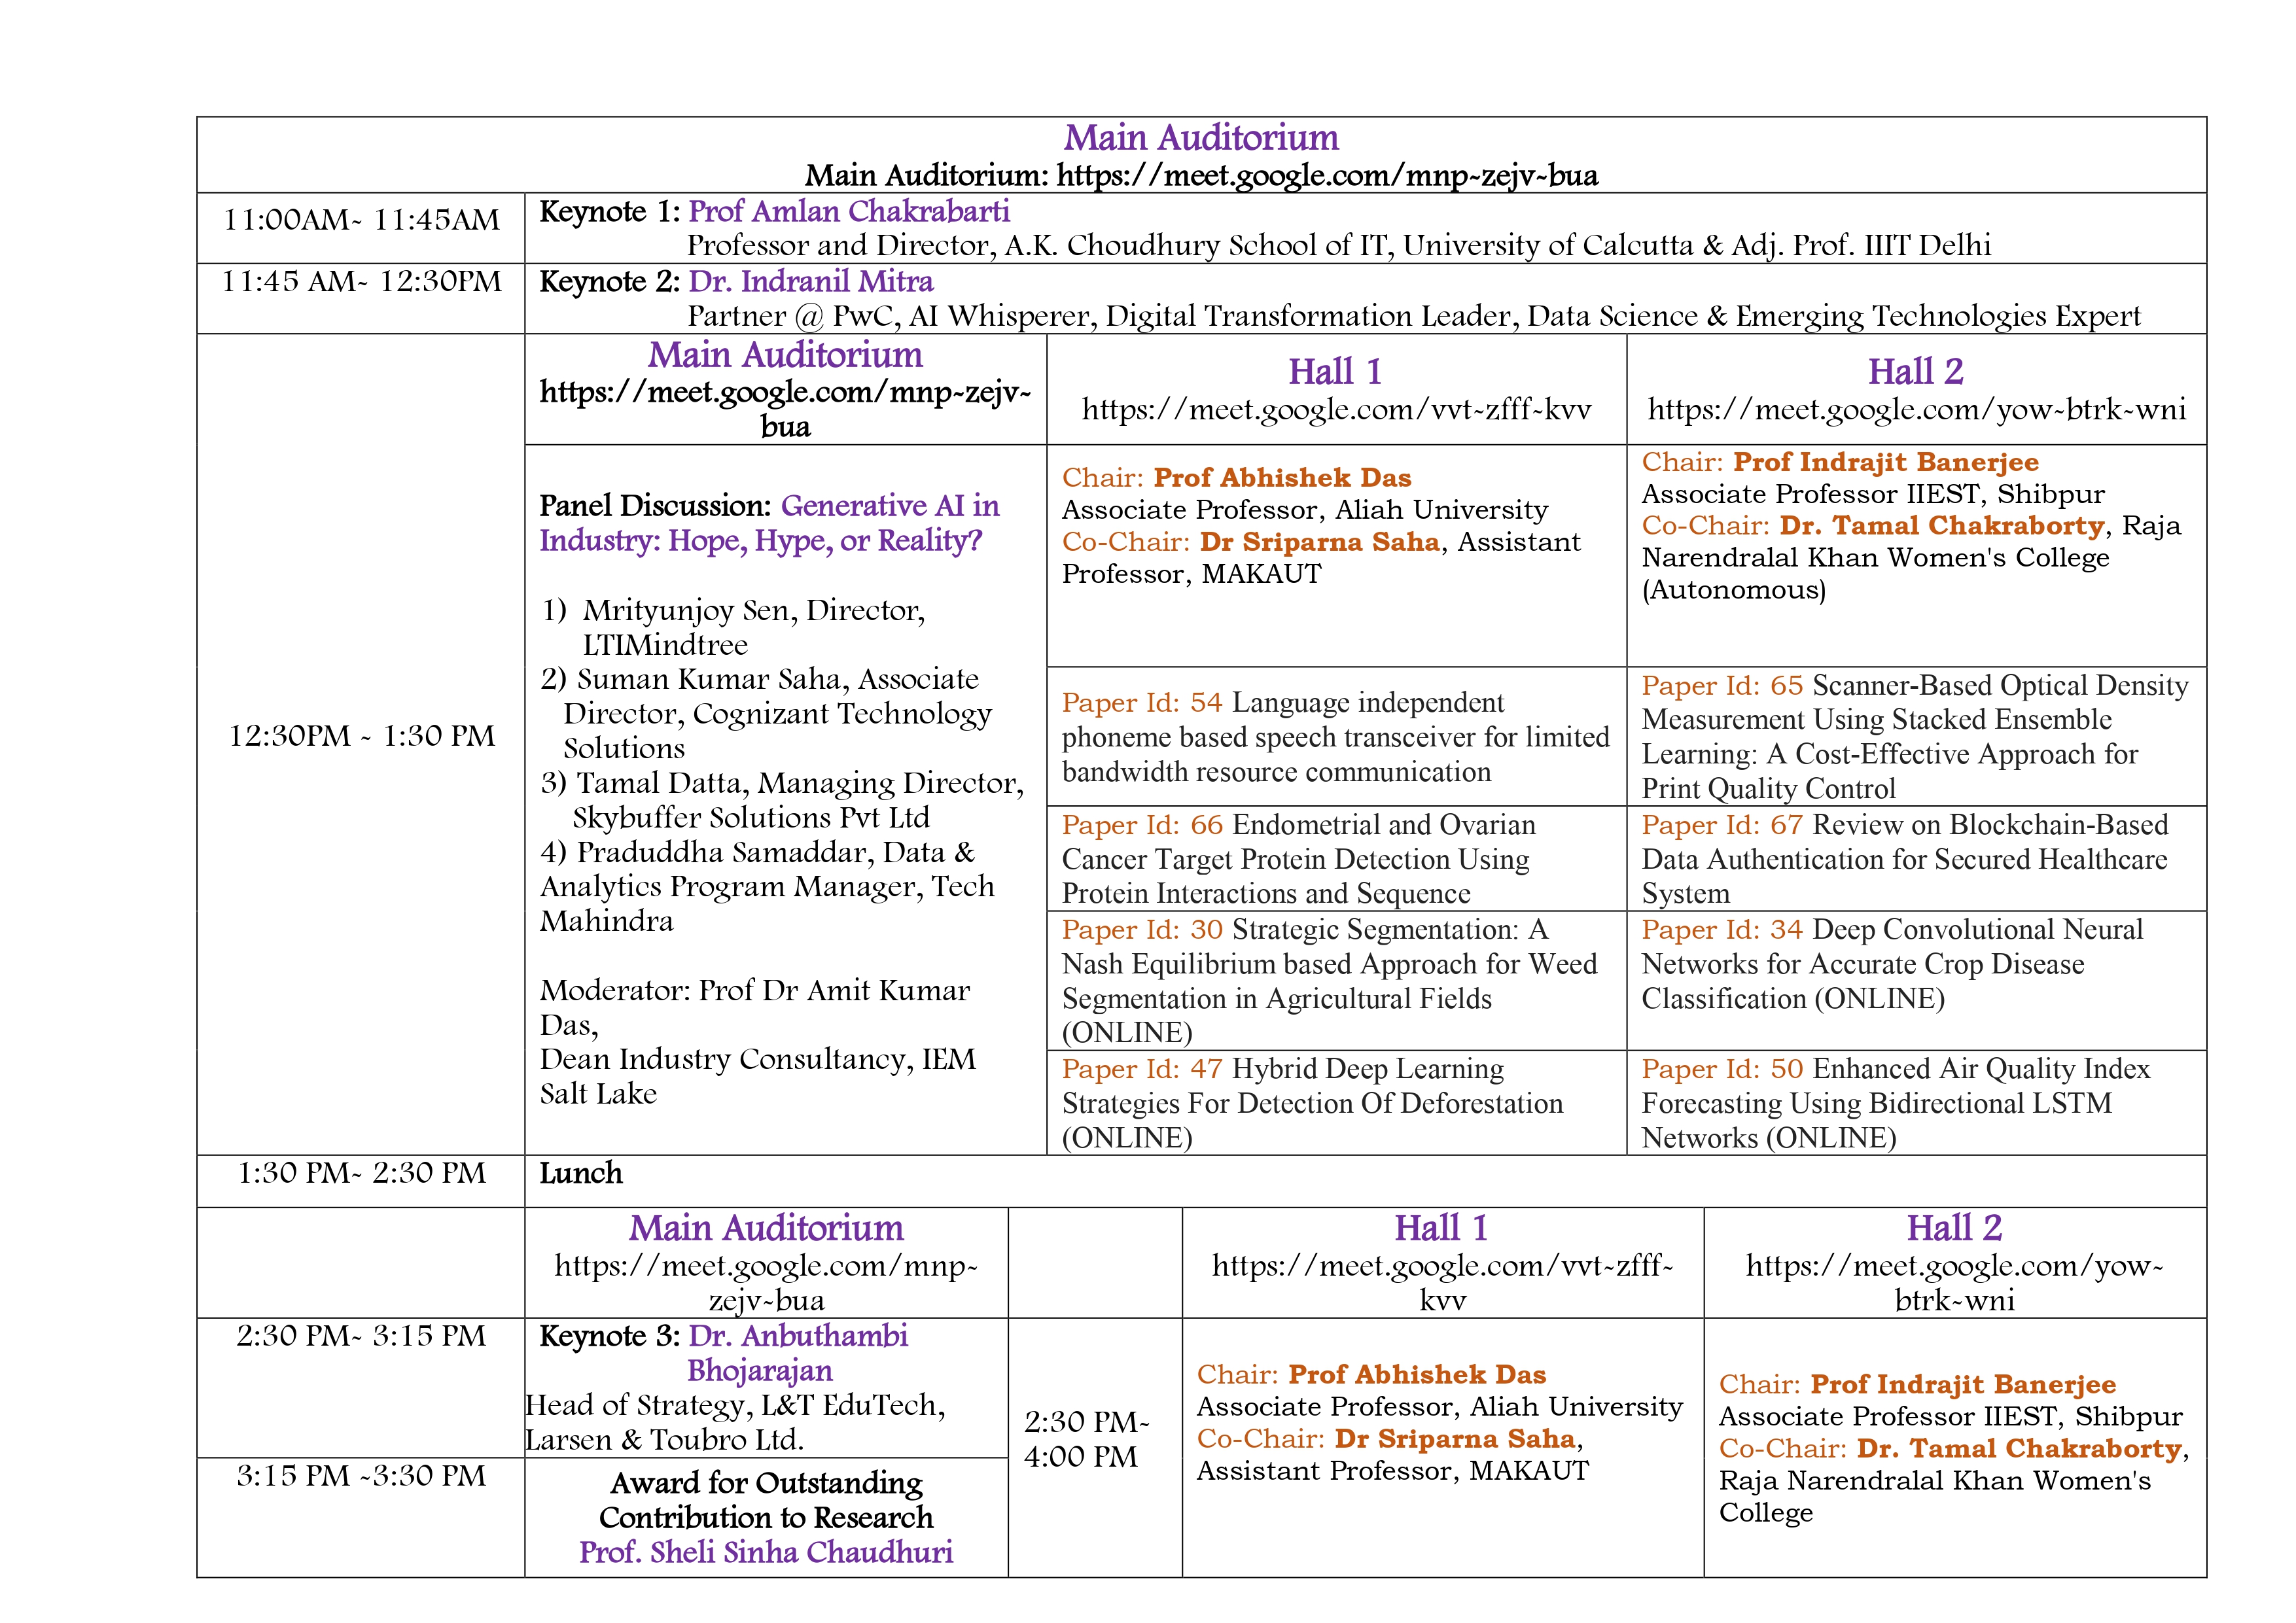 Main Auditorium
Main Auditorium: https://meet.google.com/mnp-zejv-bua
11:00AM- 11:45AM
Keynote 1: Prof Amlan Chakrabarti
Professor and Director, A.K. Choudhury School of IT, University of Calcutta & Adj. Prof. IIIT Delhi
11:45 AM- 12:30PM
Keynote 2: Dr. Indranil Mitra
Partner @ PwC, AI Whisperer, Digital Transformation Leader, Data Science & Emerging Technologies Expert
12:30PM - 1:30 PM
Main Auditorium
https://meet.google.com/mnp-zejv-
bua
Hall 1
https://meet.google.com/vvt-zfff-kvv
Hall 2
https://meet.google.com/yow-btrk-wni
Panel Discussion: Generative AI in
Industry: Hope, Hype, or Reality?
1) Mrityunjoy Sen, Director,
LTIMindtree
2) Suman Kumar Saha, Associate
Director, Cognizant Technology
Solutions
3) Tamal Datta, Managing Director,
Skybuffer Solutions Pvt Ltd
4) Praduddha Samaddar, Data &
Analytics Program Manager, Tech
Mahindra
Moderator: Prof Dr Amit Kumar
Das,
Dean Industry Consultancy, IEM
Salt Lake
Chair: Prof Abhishek Das
Associate Professor, Aliah University
Co-Chair: Dr Sriparna Saha, Assistant
Professor, MAKAUT
Chair: Prof Indrajit Banerjee
Associate Professor IIEST, Shibpur
Co-Chair: Dr. Tamal Chakraborty, Raja
Narendralal Khan Women's College
(Autonomous)
Paper Id: 54 Language independent
phoneme based speech transceiver for limited
bandwidth resource communication
Paper Id: 65 Scanner-Based Optical Density
Measurement Using Stacked Ensemble
Learning: A Cost-Effective Approach for
Print Quality Control
Paper Id: 66 Endometrial and Ovarian
Cancer Target Protein Detection Using
Protein Interactions and Sequence
Paper Id: 67 Review on Blockchain-Based
Data Authentication for Secured Healthcare
System
Paper Id: 30 Strategic Segmentation: A
Nash Equilibrium based Approach for Weed
Segmentation in Agricultural Fields
(ONLINE)
Paper Id: 34 Deep Convolutional Neural
Networks for Accurate Crop Disease
Classification (ONLINE)
Paper Id: 47 Hybrid Deep Learning
Strategies For Detection Of Deforestation
(ONLINE)
Paper Id: 50 Enhanced Air Quality Index
Forecasting Using Bidirectional LSTM
Networks (ONLINE)
1:30 PM- 2:30 PM
Lunch
Main Auditorium
https://meet.google.com/mnp-
zejv-bua
Hall 1
https://meet.google.com/vvt-zfff-
kvv
Hall 2
https://meet.google.com/yow-
btrk-wni
2:30 PM- 3:15 PM
Keynote 3: Dr. Anbuthambi
Bhojarajan
Head of Strategy, L&T EduTech,
Larsen & Toubro Ltd.
3:15 PM -3:30 PM
Award for Outstanding
Contribution to Research
Prof. Sheli Sinha Chaudhuri
2:30 PM-
4:00 PM
Chair: Prof Abhishek Das
Associate Professor, Aliah University
Co-Chair: Dr Sriparna Saha,
Assistant Professor, MAKAUT
Chair: Prof Indrajit Banerjee
Associate Professor IIEST, Shibpur
Co-Chair: Dr. Tamal Chakraborty,
Raja Narendralal Khan Women's
College